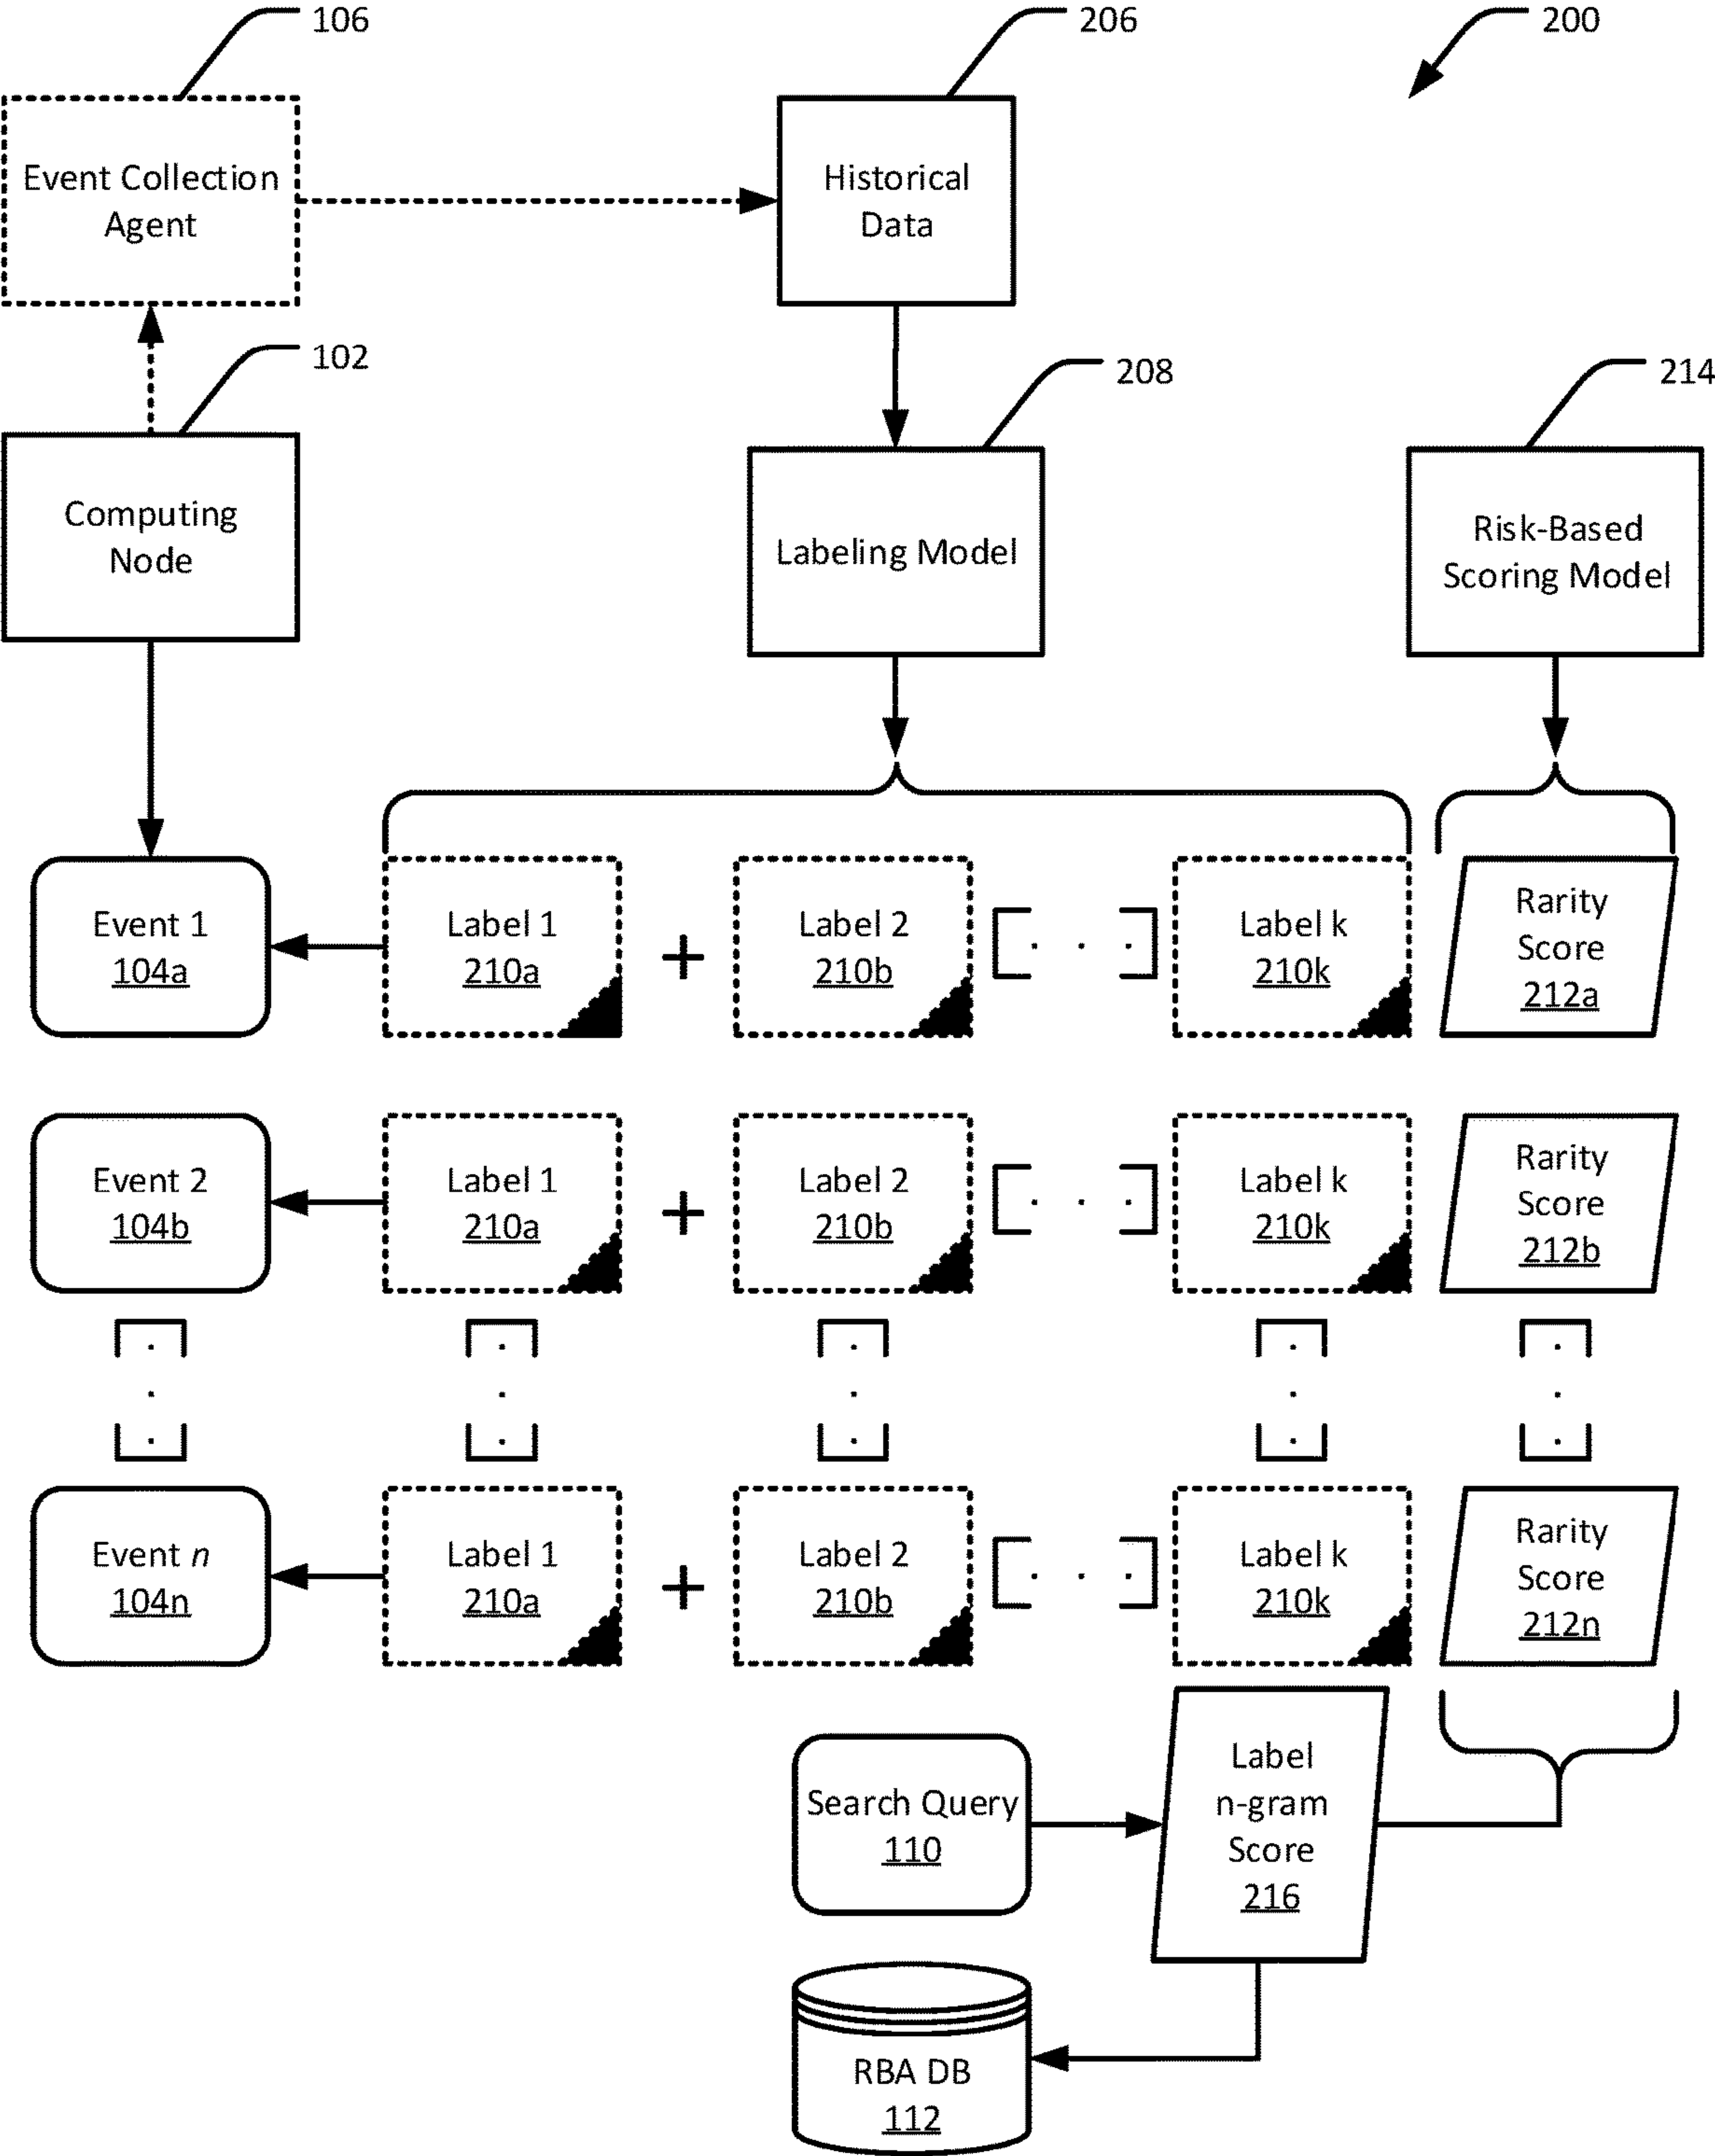 106
206
200
Event Collection
Agent
Historical
Data
102
208
214
Computing
Node
Labeling Model
Risk-Based
Scoring Model
Event 1
104a
Label 1
210a
+
Label 2
210b
[. . .]
Label k
210k
Rarity
Score
212a
Event 2
104b
Label 1
210a
+
Label 2
210b
[. . .]
Label k
210k
Rarity
Score
212b
Event n
104n
Label 1
210a
+
Label 2
210b
[. . .]
Label k
210k
Rarity
Score
212n
Search Query
110
Label
n-gram
Score
216
RBA DB
112